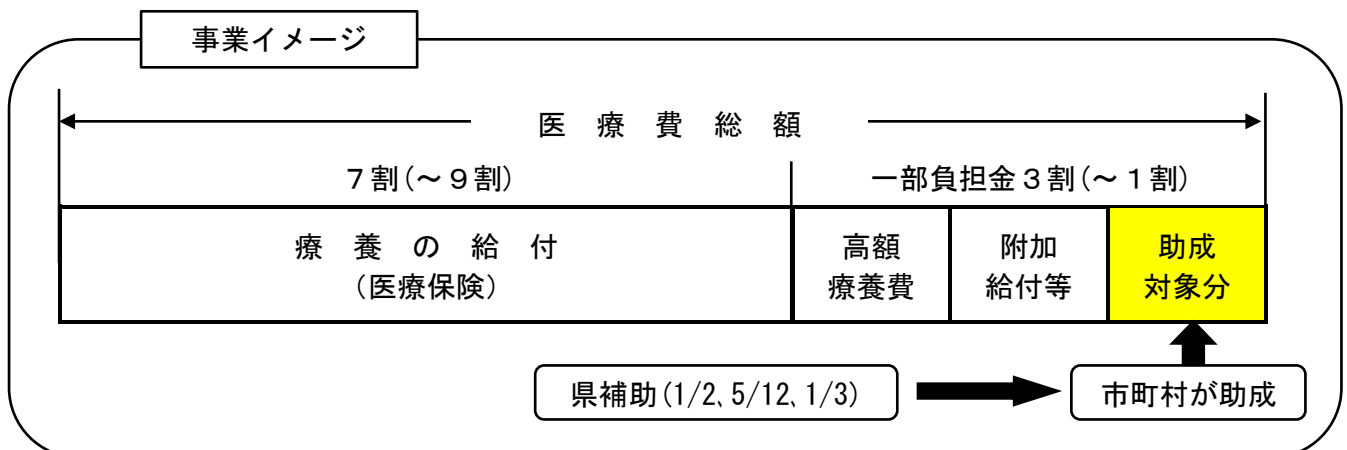 事業イメージ
医 療 費 総 額
７割(～９割)
一部負担金３割(～１割)
療 養 の 給 付
(医療保険)
高額
療養費
附加
給付等
助成
対象分
県補助(1/2、5/12、1/3)
市町村が助成